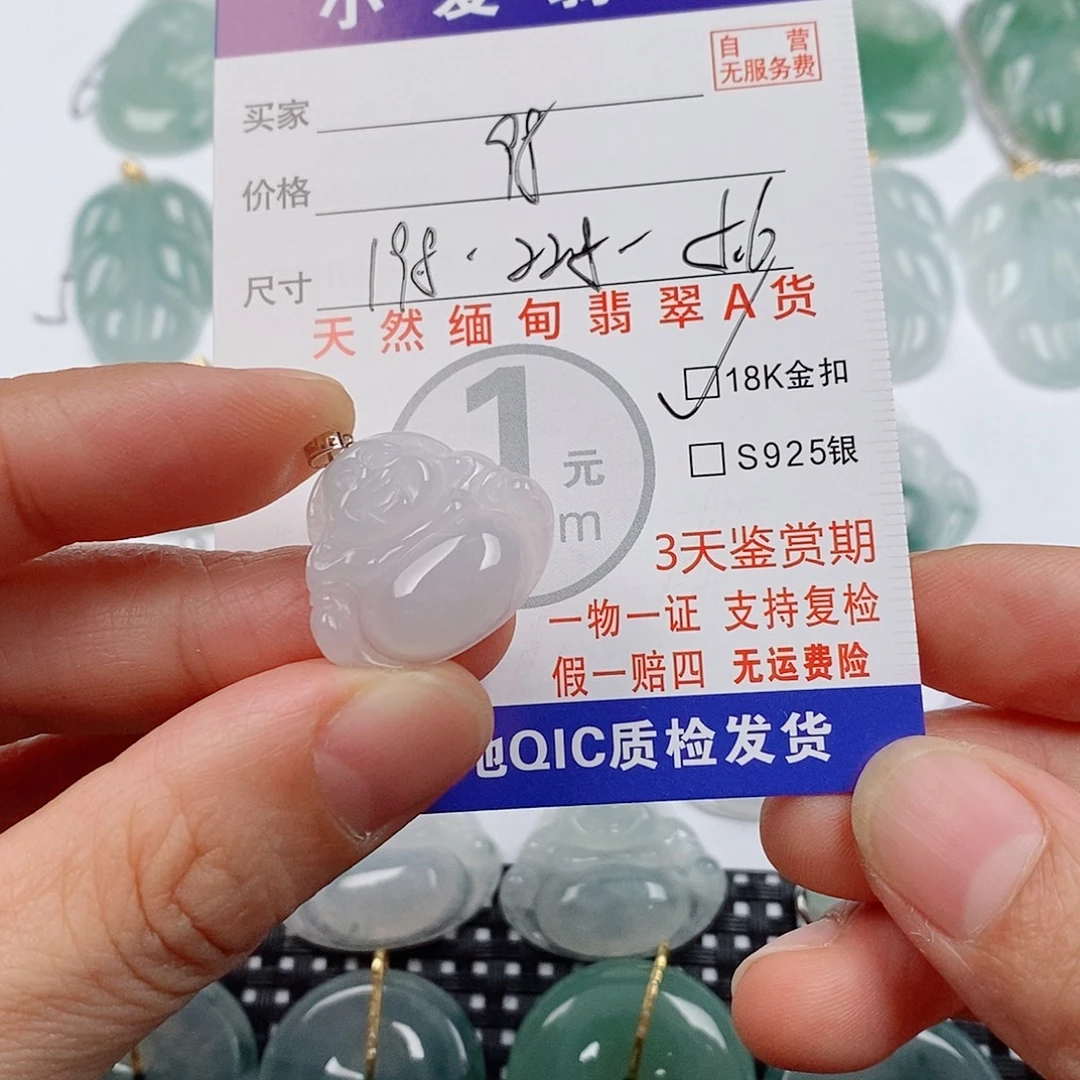 自营
无服务费
买家
价格 98
尺寸
天然缅甸翡翠A货
1元
m
□18K金扣
□S925银
3天鉴赏期
一物一证 支持复检
假一赔四 无运费险
地QIC质检发货